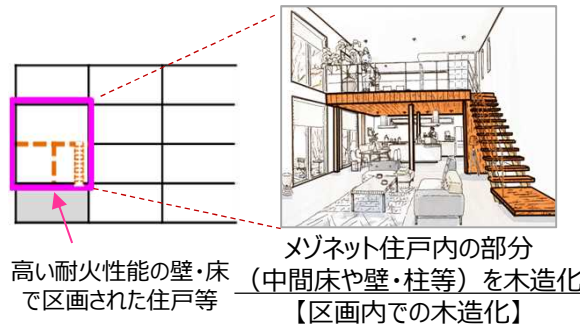 高い耐火性能の壁・床
で区画された住戸等
メゾネット住戸内の部分
（中間床や壁・柱等）を木造化
【区画内での木造化】